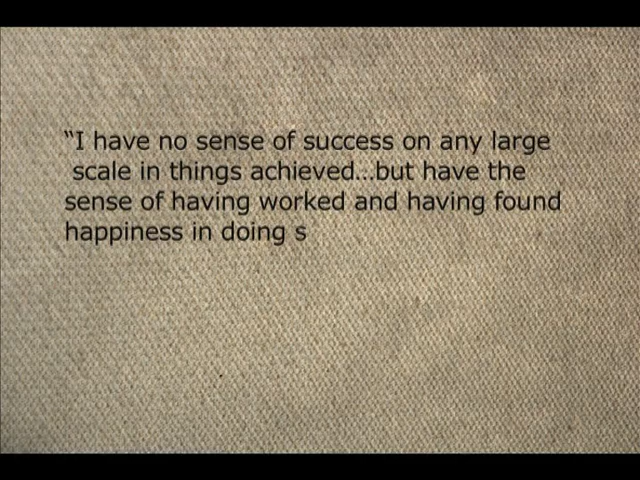 “I have no sense of success on any large
scale in things achieved...but have the
sense of having worked and having found
happiness in doing s